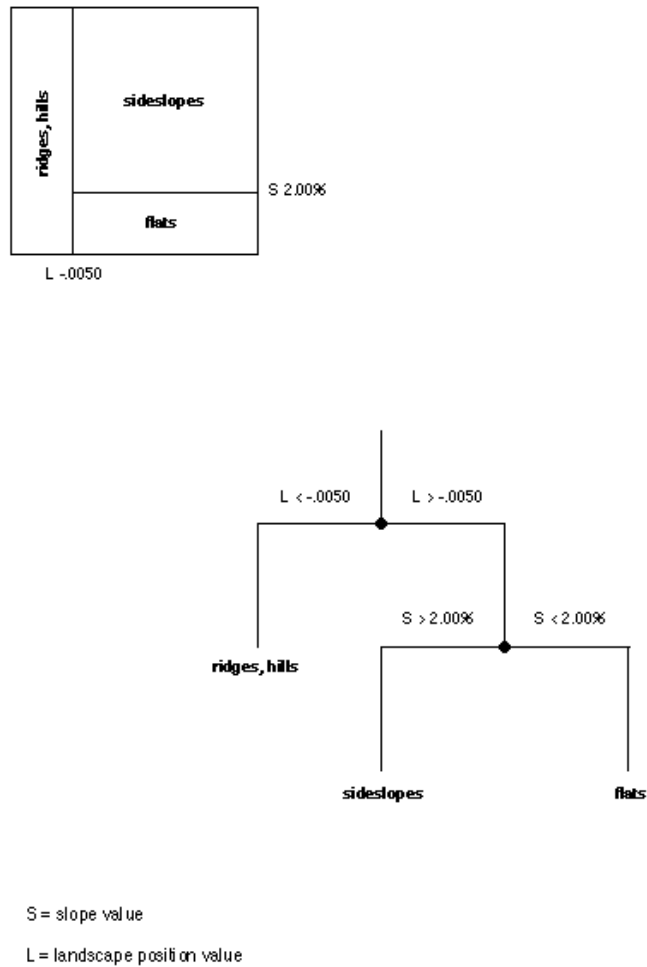 ridges, hills
sideslopes
S 2.00%
flats
L -.0050
L < -.0050
L > -.0050
S > 2.00%
S < 2.00%
ridges, hills
sideslopes
flats
S = slope value
L = landscape position value